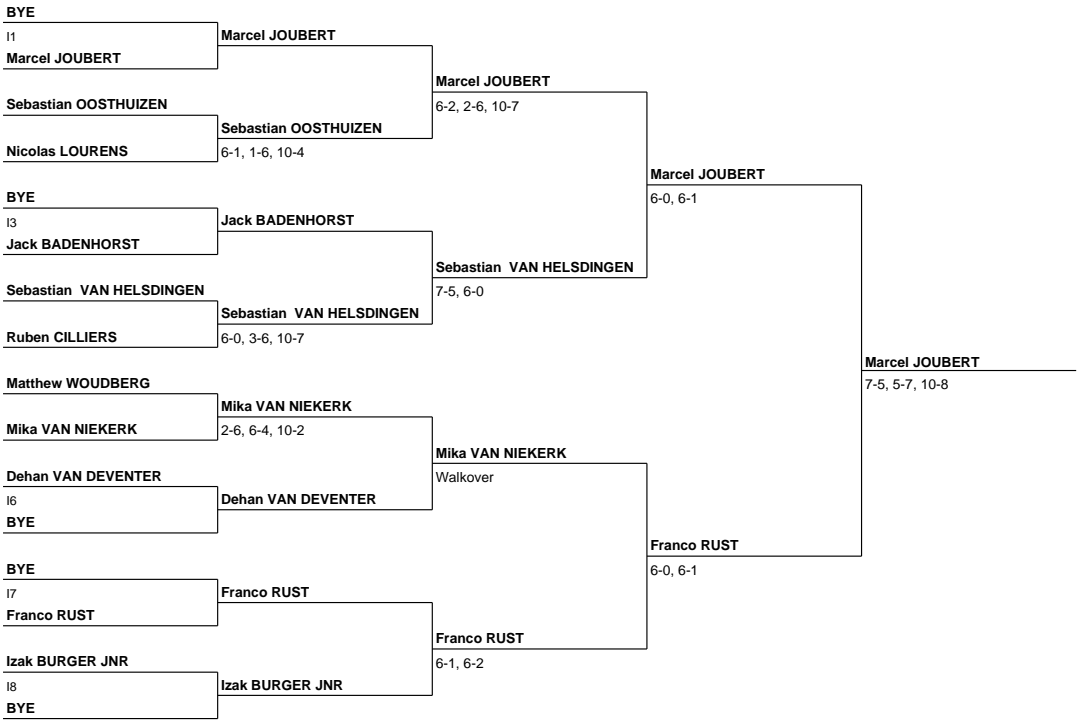 BYE
I1
Marcel JOUBERT
Sebastian OOSTHUIZEN
Nicolas LOURENS
BYE
I3
Jack BADENHORST
Sebastian  VAN HELSDINGEN
Ruben CILLIERS
Matthew WOUDBERG
Mika VAN NIEKERK
Dehan VAN DEVENTER
I6
BYE
BYE
I7
Franco RUST
Izak BURGER JNR
I8
BYE
Marcel JOUBERT
Sebastian OOSTHUIZEN
6-1, 1-6, 10-4
Jack BADENHORST
Sebastian  VAN HELSDINGEN
6-0, 3-6, 10-7
Mika VAN NIEKERK
2-6, 6-4, 10-2
Dehan VAN DEVENTER
Franco RUST
Izak BURGER JNR
Marcel JOUBERT
6-2, 2-6, 10-7
Sebastian  VAN HELSDINGEN
7-5, 6-0
Mika VAN NIEKERK
Walkover
Franco RUST
6-1, 6-2
Marcel JOUBERT
6-0, 6-1
Franco RUST
6-0, 6-1
Marcel JOUBERT
7-5, 5-7, 10-8